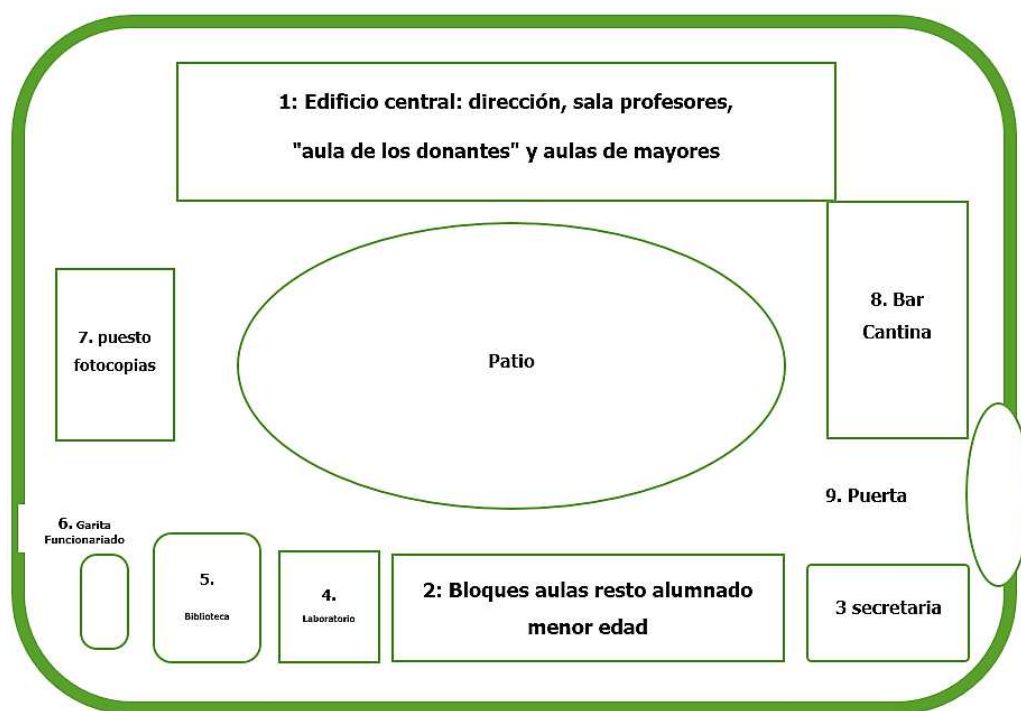 1: Edificio central: dirección, sala profesores,
"aula de los donantes" y aulas de mayores
8. Bar
Cantina
7. puesto
fotocopias
Patio
9. Puerta
6. Garita
Funcionariado
5.
Biblioteca
4.
Laboratorio
2: Bloques aulas resto alumnado
menor edad
3 secretaria